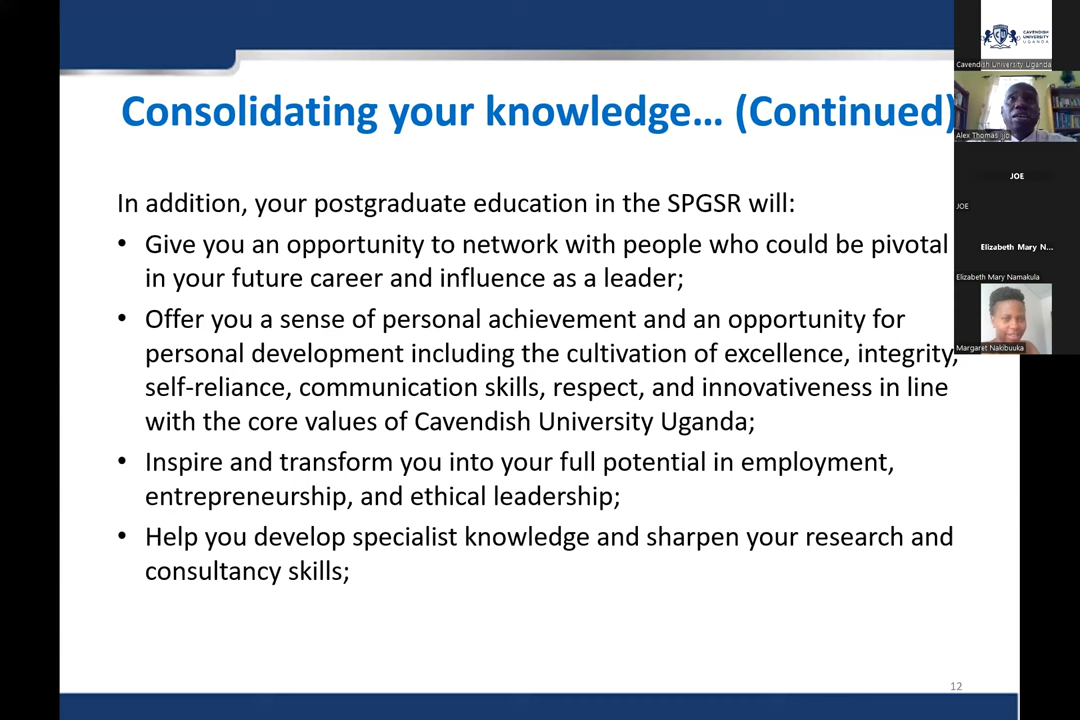 Consolidating your knowledge... (Continued)
In addition, your postgraduate education in the SPGSR will:
• Give you an opportunity to network with people who could be pivotal
in your future career and influence as a leader;
• Offer you a sense of personal achievement and an opportunity for
personal development including the cultivation of excellence, integrity,
self-reliance, communication skills, respect, and innovativeness in line
with the core values of Cavendish University Uganda;
• Inspire and transform you into your full potential in employment,
entrepreneurship, and ethical leadership;
• Help you develop specialist knowledge and sharpen your research and
consultancy skills;
12
CAVENDISH
UNIVERSITY
UGANDA
Cavendish University Uganda
Alex Thomas
JOE
JOE
Elizabeth Mary N...
Elizabeth Mary Namakula
Margaret Nakibuuka